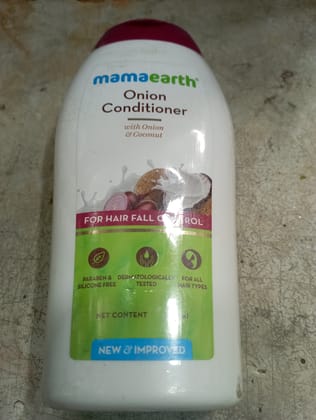 mamaearth®
Onion
Conditioner
with Onion
& Coconut
FOR HAIR FALL CONTROL
PARABEN &
SILICONE FREE
DERMATOLOGICALLY
TESTED
FOR ALL
HAIR TYPES
NET CONTENT
NEW & IMPROVED